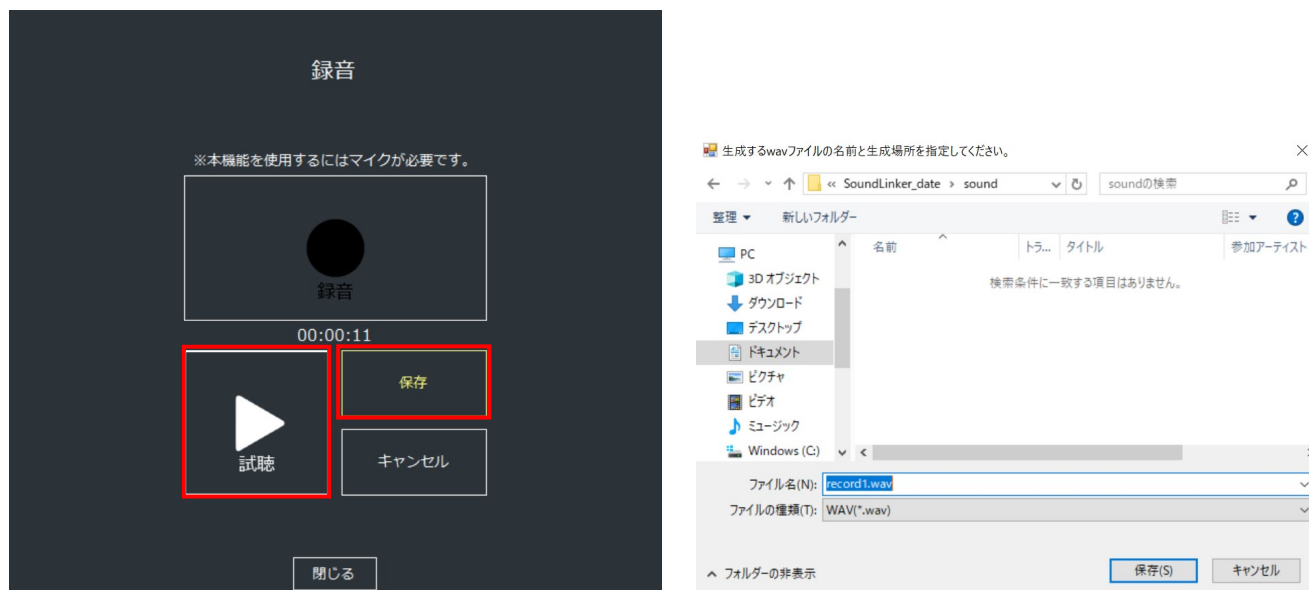 録音
※本機能を使用するにはマイクが必要です。
録音
00:00:11
試聴
保存
キャンセル
閉じる
生成するwavファイルの名前と生成場所を指定してください。
« SoundLinker_date › sound
soundの検索
整理 新しいフォルダー
PC
3D オブジェクト
ダウンロード
デスクトップ
ドキュメント
ピクチャ
ビデオ
ミュージック
Windows (C:)
名前 トラ... タイトル 参加アーティスト
検索条件に一致する項目はありません。
ファイル名(N): record1.wav
ファイルの種類(T): WAV(*.wav)
フォルダーの非表示
保存(S) キャンセル